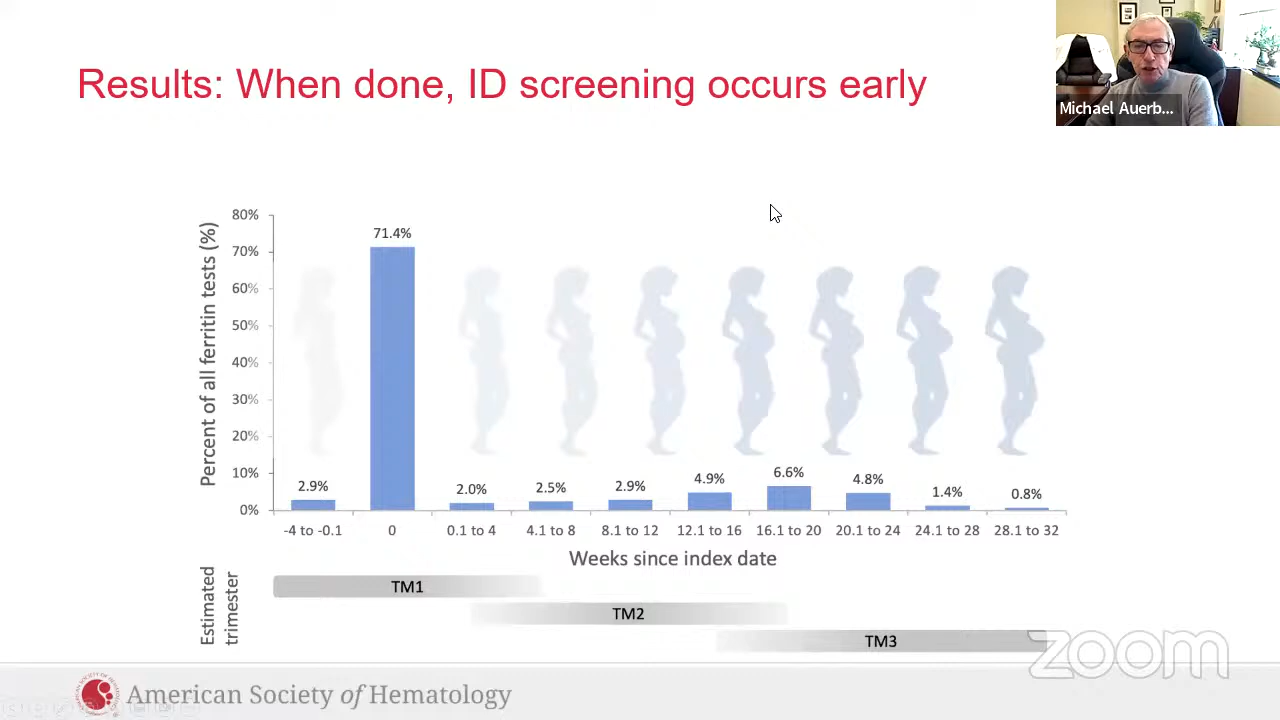 Results: When done, ID screening occurs early
Michael Auerb...
Percent of all ferritin tests (%)
80%
70%
60%
50%
40%
30%
20%
10%
0%
2.9%
71.4%
2.0%
2.5%
2.9%
4.9%
6.6%
4.8%
1.4%
0.8%
-4 to -0.1
0
0.1 to 4
4.1 to 8
8.1 to 12
12.1 to 16
16.1 to 20
20.1 to 24
24.1 to 28
28.1 to 32
Weeks since index date
Estimated
trimester
TM1
TM2
TM3
zoom
American Society of Hematology